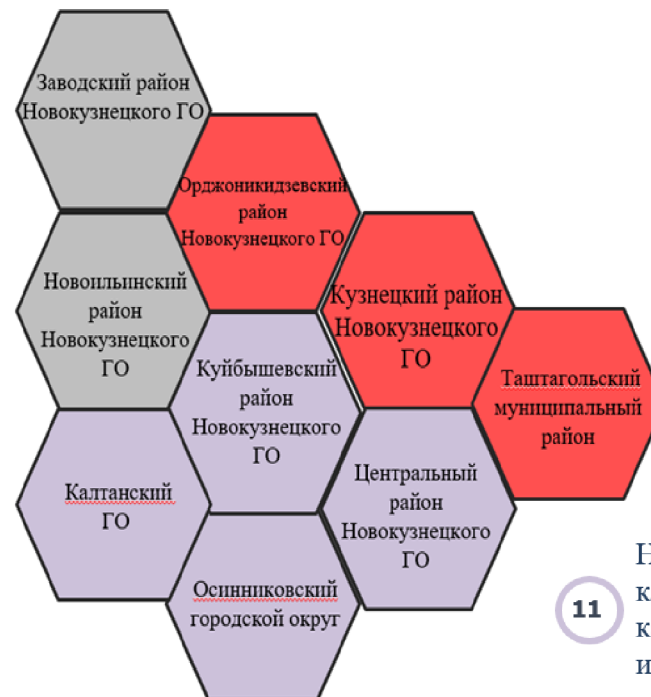 Заводский район
Новокузнецкого ГО
Орджоникидзевский
район
Новокузнецкого ГО
Новоильинский
район
Новокузнецкого
ГО
Кузнецкий район
Новокузнецкого
ГО
Куйбышевский
район
Новокузнецкого
ГО
Таштагольский
муниципальный
район
Калтанский
ГО
Центральный
район
Новокузнецкого
ГО
Осинниковский
городской округ
11